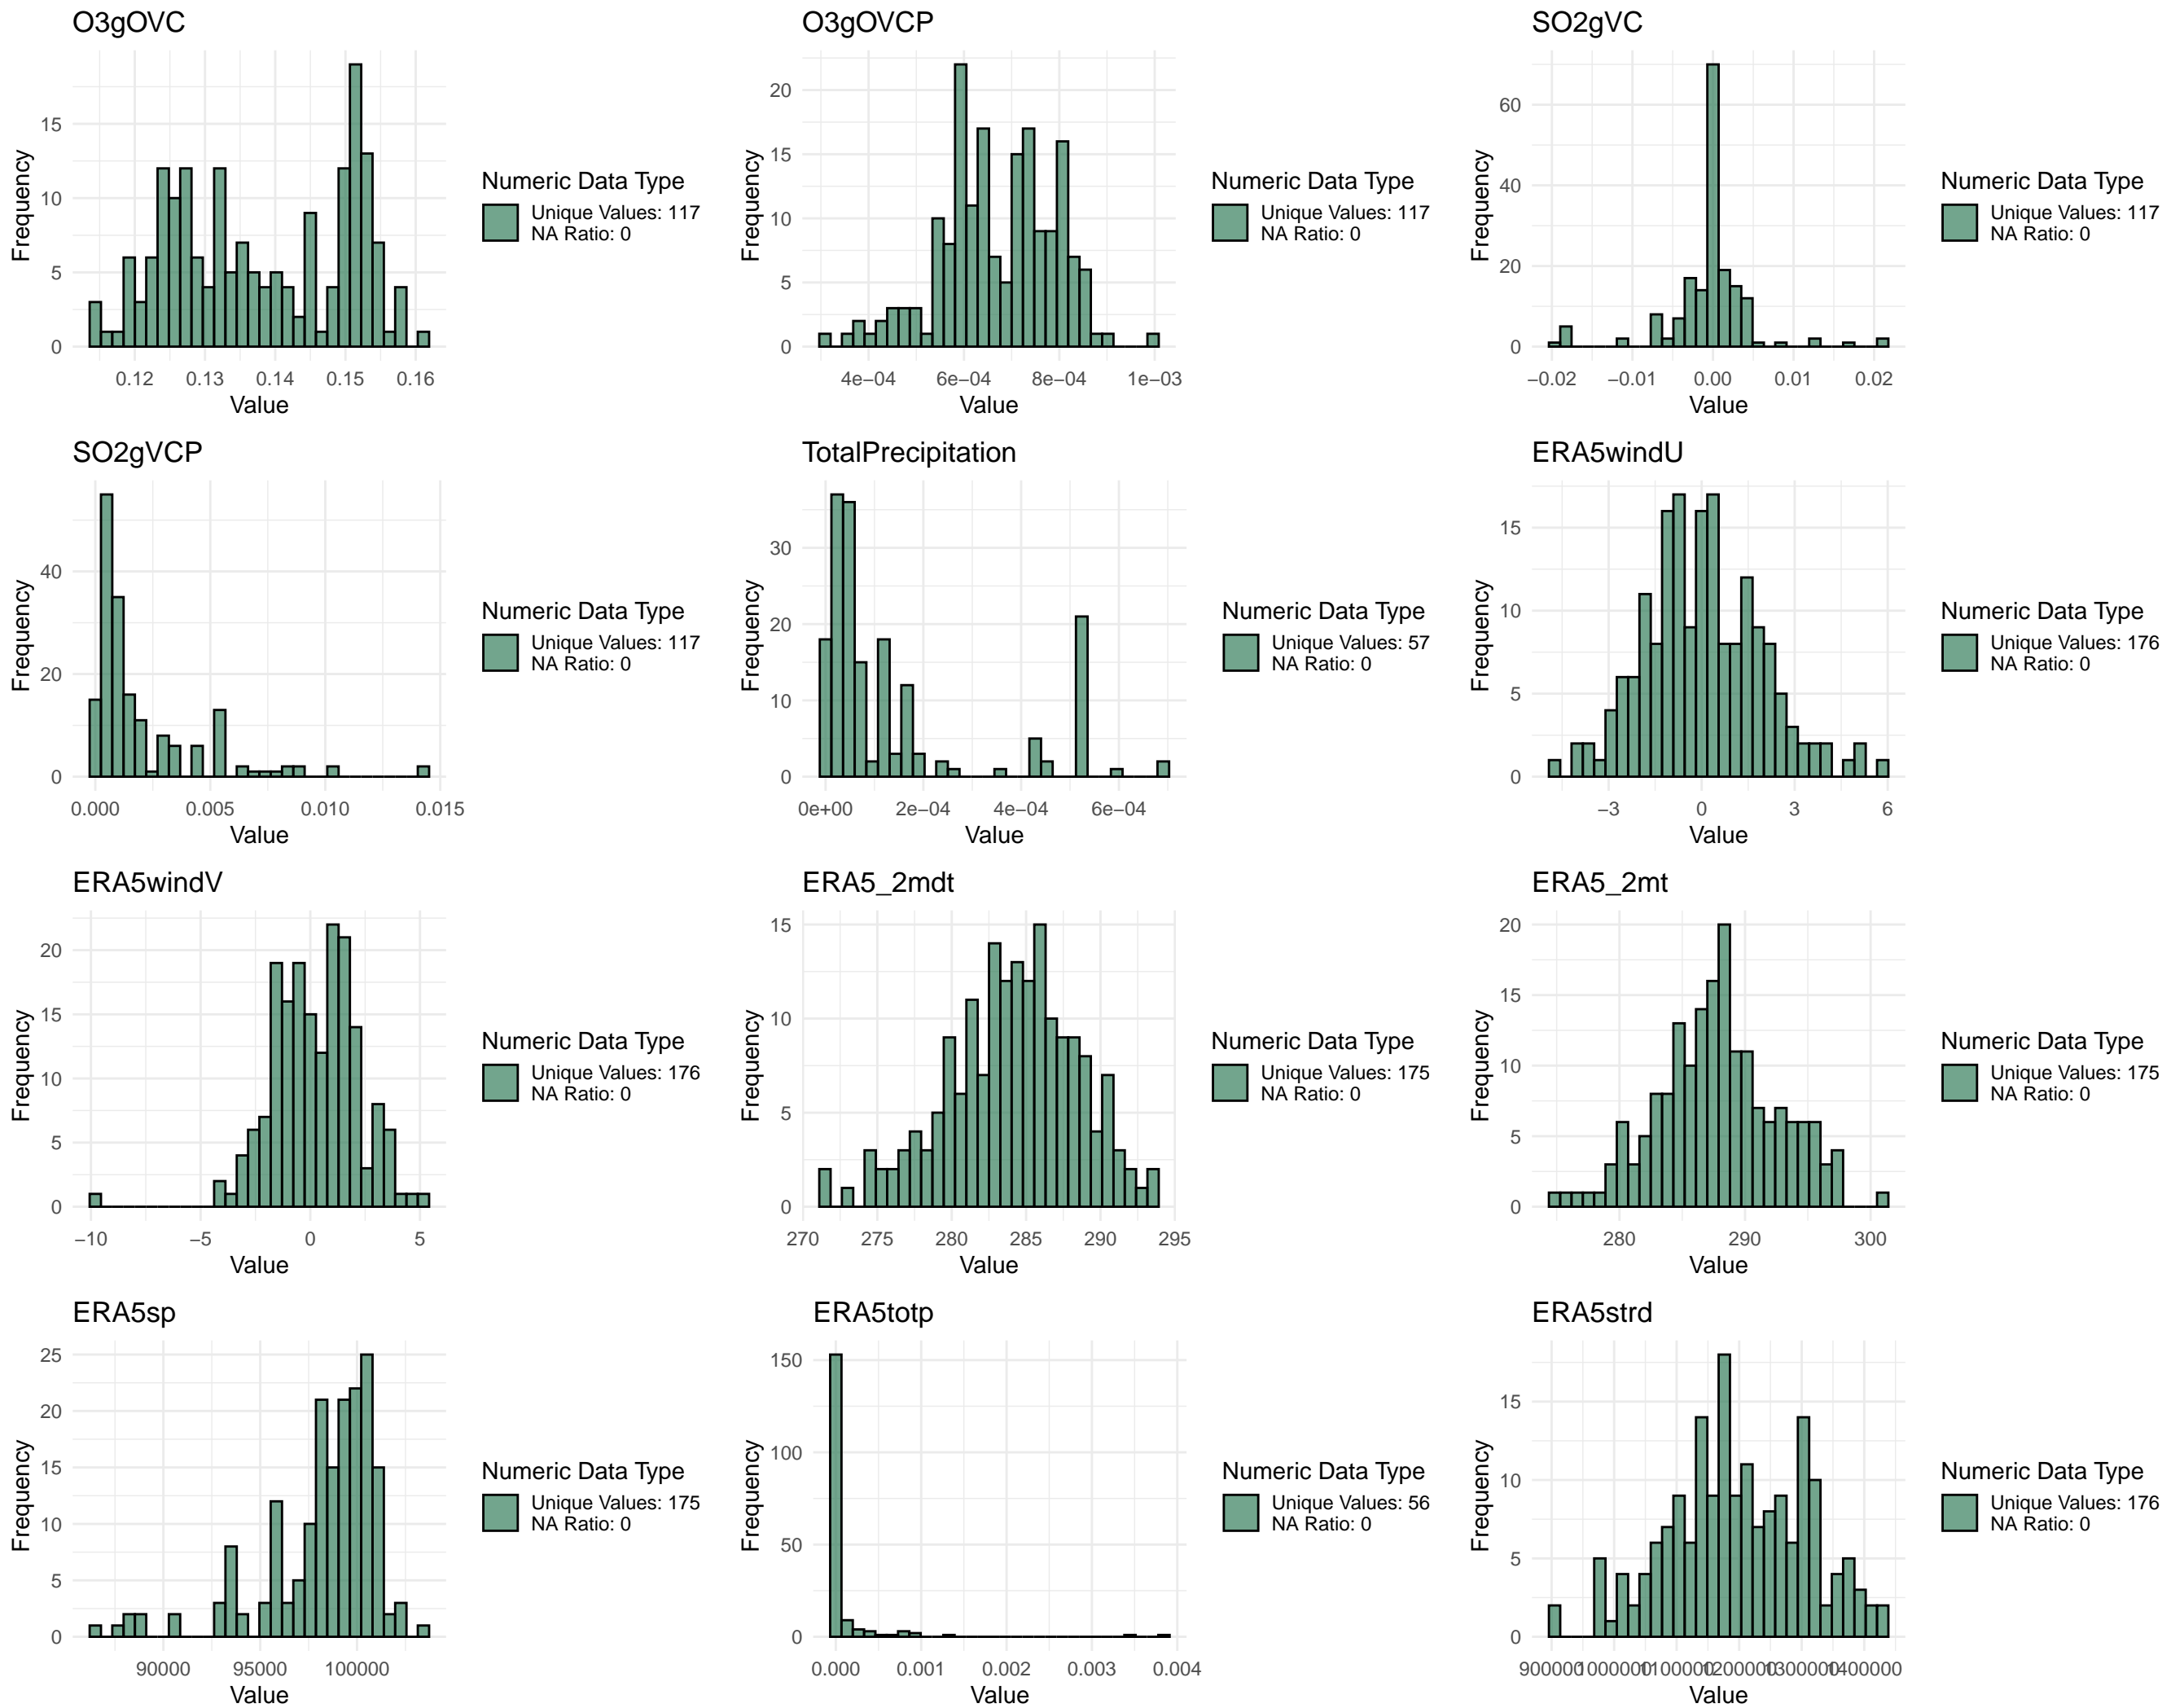 O3gOVC
Frequency
15
10
5
0
0.12 0.13 0.14 0.15 0.16
Value
Numeric Data Type
Unique Values: 117
NA Ratio: 0
O3gOVCP
Frequency
20
15
10
5
0
4e−04 6e−04 8e−04 1e−03
Value
Numeric Data Type
Unique Values: 117
NA Ratio: 0
SO2gVC
Frequency
60
40
20
0
−0.02 −0.01 0.00 0.01 0.02
Value
Numeric Data Type
Unique Values: 117
NA Ratio: 0
SO2gVCP
Frequency
40
20
0
0.000 0.005 0.010 0.015
Value
Numeric Data Type
Unique Values: 117
NA Ratio: 0
TotalPrecipitation
Frequency
30
20
10
0
0e+00 2e−04 4e−04 6e−04
Value
Numeric Data Type
Unique Values: 57
NA Ratio: 0
ERA5windU
Frequency
15
10
5
0
−3 0 3 6
Value
Numeric Data Type
Unique Values: 176
NA Ratio: 0
ERA5windV
Frequency
20
15
10
5
0
−10 −5 0 5
Value
Numeric Data Type
Unique Values: 176
NA Ratio: 0
ERA5_2mdt
Frequency
15
10
5
0
270 275 280 285 290 295
Value
Numeric Data Type
Unique Values: 175
NA Ratio: 0
ERA5_2mt
Frequency
20
15
10
5
0
280 290 300
Value
Numeric Data Type
Unique Values: 175
NA Ratio: 0
ERA5sp
Frequency
25
20
15
10
5
0
90000 95000 100000
Value
Numeric Data Type
Unique Values: 175
NA Ratio: 0
ERA5totp
Frequency
150
100
50
0
0.000 0.001 0.002 0.003 0.004
Value
Numeric Data Type
Unique Values: 56
NA Ratio: 0
ERA5strd
Frequency
15
10
5
0
900000 1000000 1100000 1200000 1300000 1400000
Value
Numeric Data Type
Unique Values: 176
NA Ratio: 0